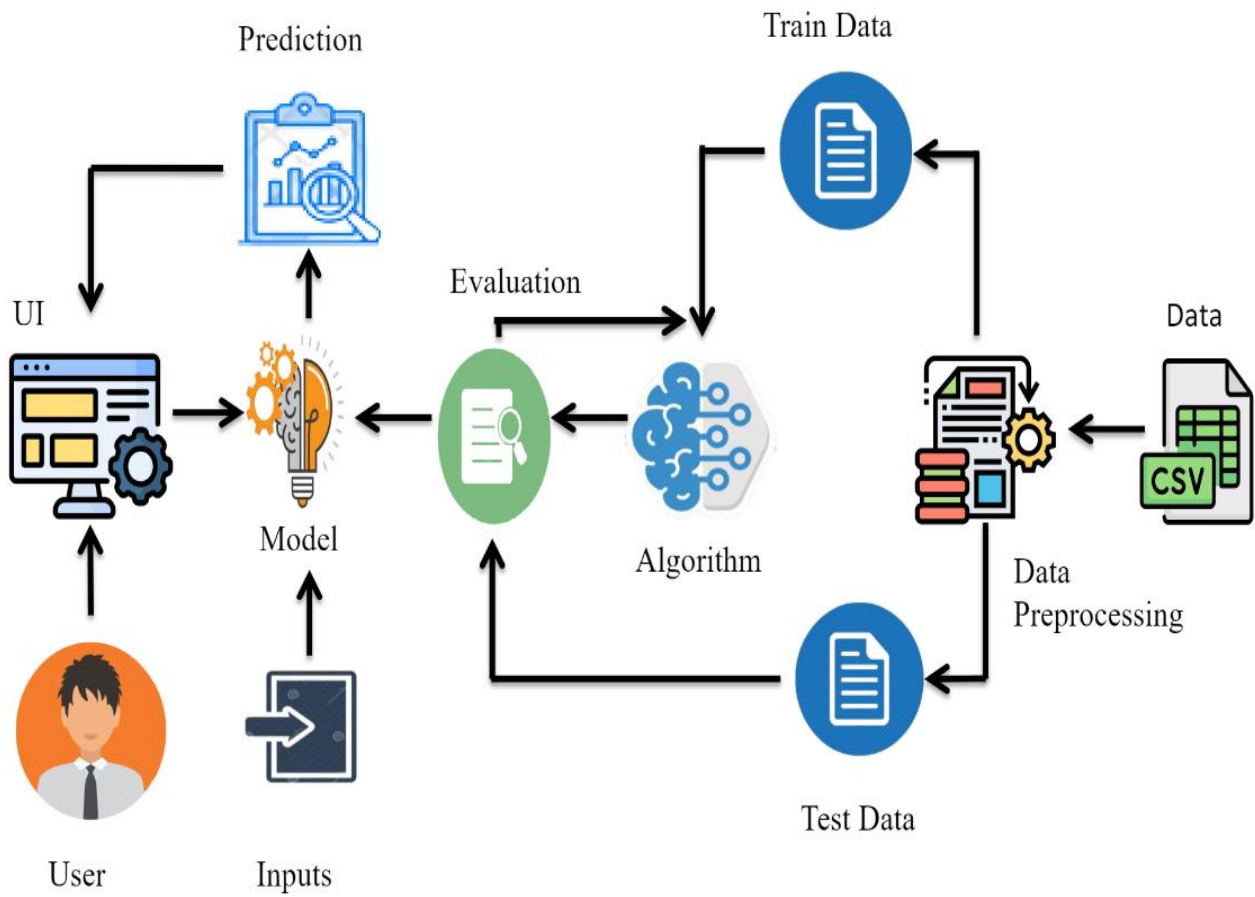 Prediction
Train Data
Evaluation
UI
Data
CSV
Model
Algorithm
Data
Preprocessing
Test Data
User
Inputs